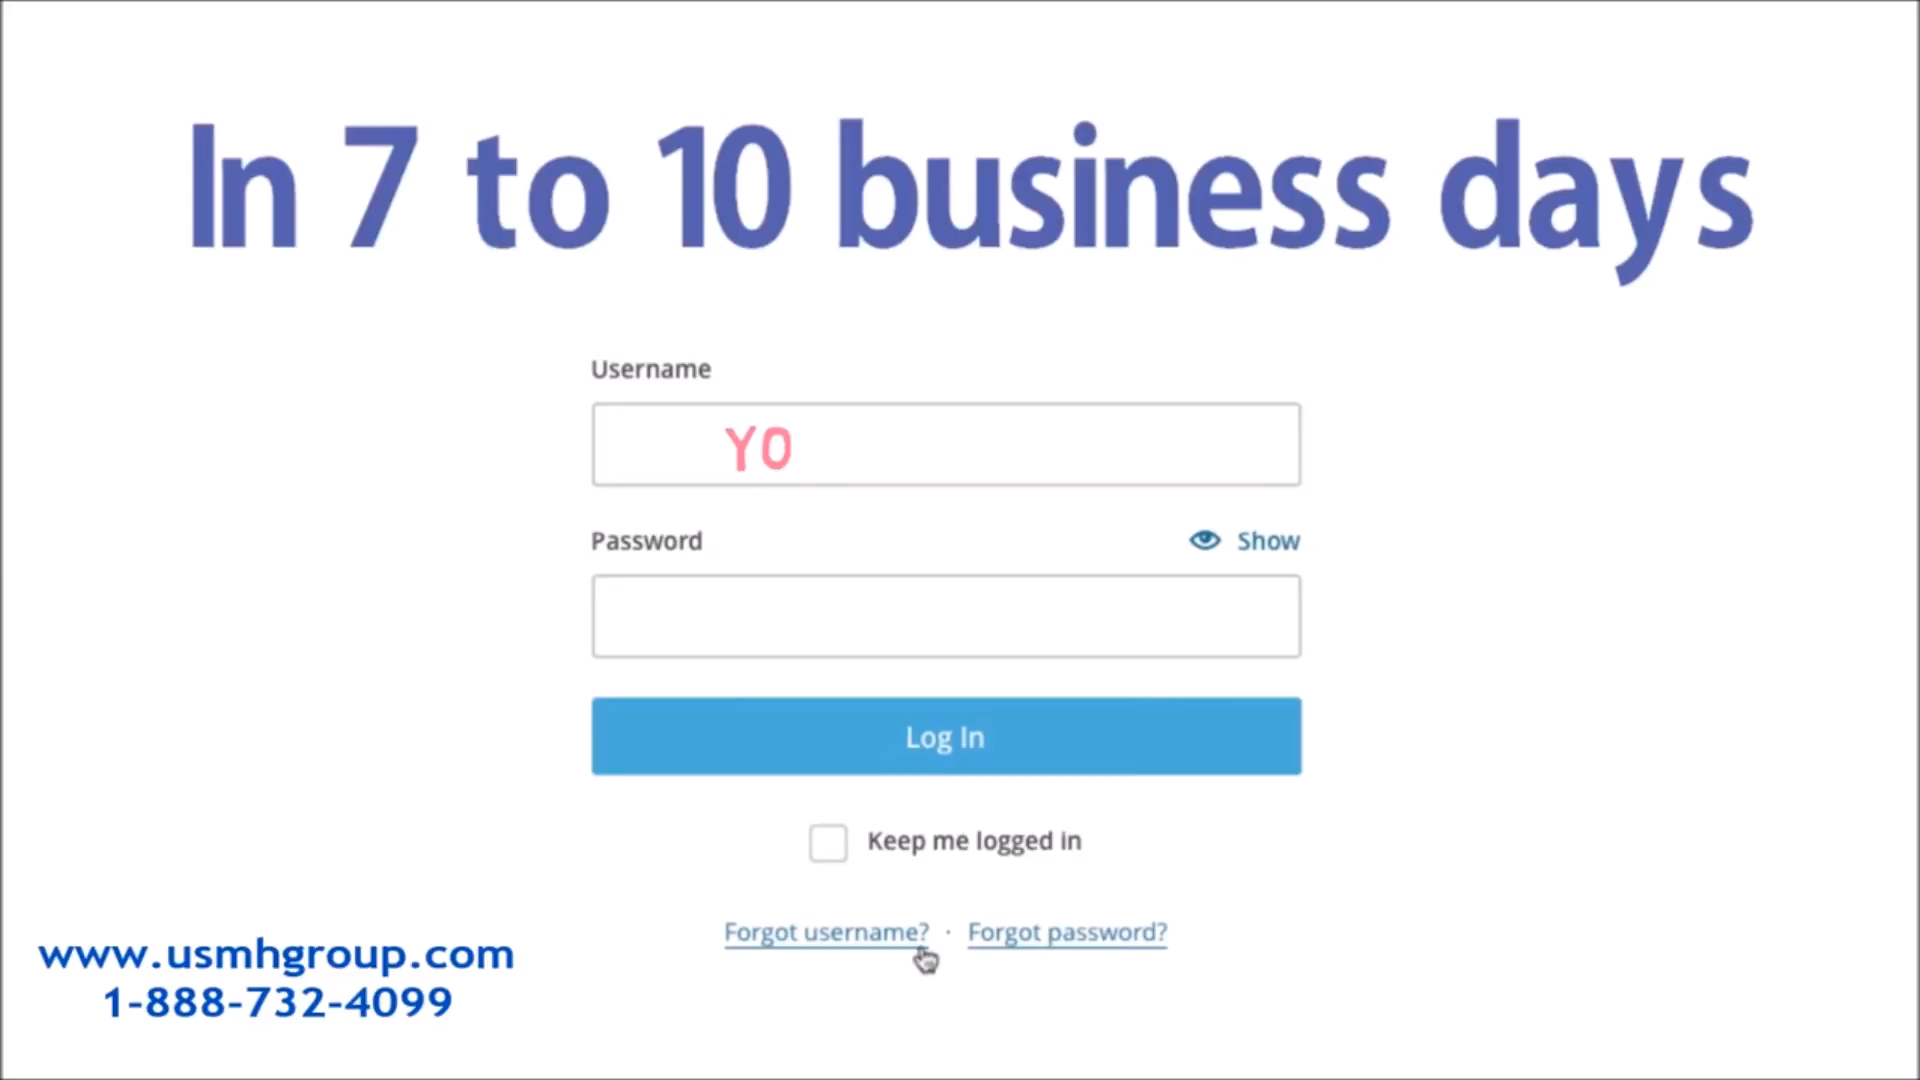 In 7 to 10 business days
Username
YO
Password
Show
Log In
Keep me logged in
Forgot username? · Forgot password?
www.usmhgroup.com
1-888-732-4099